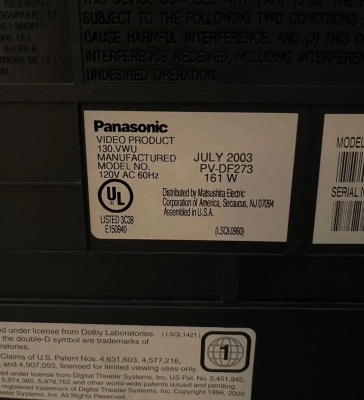 TELEVISION,
SUBJECT TO THE FOLLOWING TWO CONDITIONS
CAUSE HARMFUL INTERFERENCE, AND (2) THIS
INTERFERENCE RECEIVED, INCLUDING INTERFEREN
UNDESIRED OPERATION.
Panasonic
VIDEO PRODUCT
130.VWU
MANUFACTURED JULY 2003
MODEL NO. PV-DF273
120V AC 60Hz 161 W
UL
LISTED 3C38
E150840
Distributed by Matsushita Electric
Corporation of America, Secaucus, NJ 07094
Assembled in U.S.A.
(LSQL0960)
MODEL
SERIAL N
d under license from Dolby Laboratories. (LSQL1421)
the double-D symbol are trademarks of
ratories.
Claims of U.S. Patent Nos. 4,631,603, 4,577,216,
and 4,907,093, licensed for limited viewing uses only.
ed under license from Digital Theater Systems, Inc. US Pat. No. 5,451,942,
5,974,380, 5,978,762 and other world-wide patents issued and pending.
registered trademark of Digital Theater Systems, Inc. Copyright 1996, 2000
eater Systems, Inc. All Rights Reserved.
1